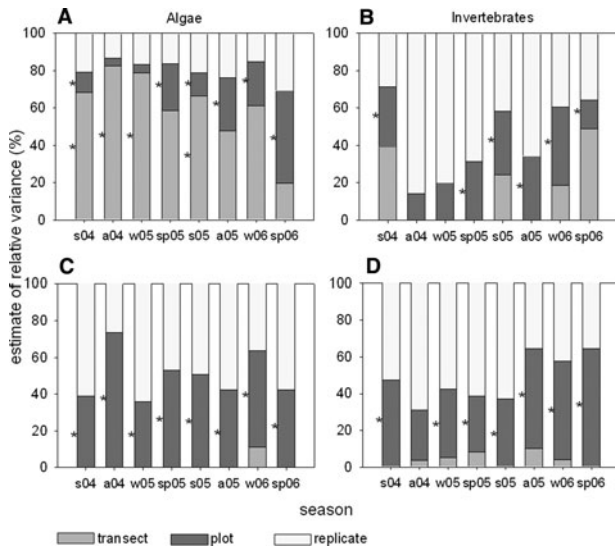 A Algae B Invertebrates
estimate of relative variance (%)
100 100
80 80
60 60
40 40
20 20
0 0
* * * * * * * * * *
* * * * * *
s04 a04 w05 sp05 s05 a05 w06 sp06 s04 a04 w05 sp05 s05 a05 w06 sp06
C D
100 100
80 80
60 60
40 40
20 20
0 0
* * * * * * * *
* * * * * *
s04 a04 w05 sp05 s05 a05 w06 sp06 s04 a04 w05 sp05 s05 a05 w06 sp06
season
transect plot replicate